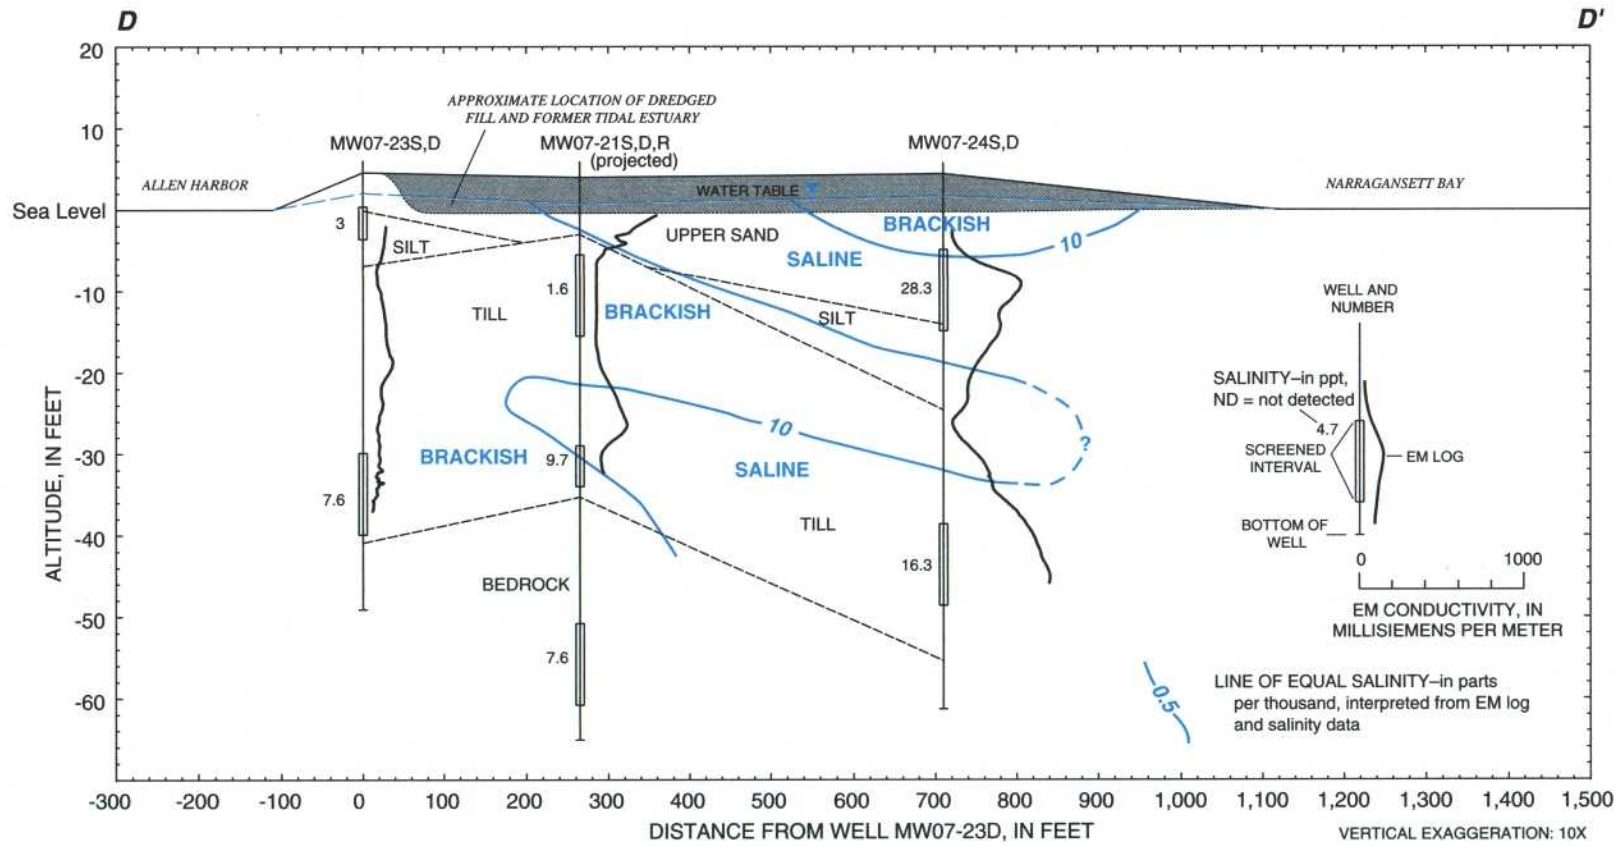 D
D'
20
10
Sea Level
-10
-20
-30
-40
-50
-60
ALTITUDE, IN FEET
APPROXIMATE LOCATION OF DREDGED
FILL AND FORMER TIDAL ESTUARY
MW07-23S,D
MW07-21S,D,R
(projected)
MW07-24S,D
ALLEN HARBOR
WATER TABLE
NARRAGANSETT BAY
3
SILT
UPPER SAND
BRACKISH
10
SALINE
TILL
1.6
BRACKISH
28.3
SILT
10
BRACKISH
9.7
SALINE
?
7.6
TILL
16.3
BEDROCK
7.6
WELL AND
NUMBER
SALINITY–in ppt,
ND = not detected
4.7
SCREENED
INTERVAL
EM LOG
BOTTOM OF
WELL
0
1000
EM CONDUCTIVITY, IN
MILLISIEMENS PER METER
0.5
LINE OF EQUAL SALINITY–in parts
per thousand, interpreted from EM log
and salinity data
-300 -200 -100 0 100 200 300 400 500 600 700 800 900 1,000 1,100 1,200 1,300 1,400 1,500
DISTANCE FROM WELL MW07-23D, IN FEET
VERTICAL EXAGGERATION: 10X